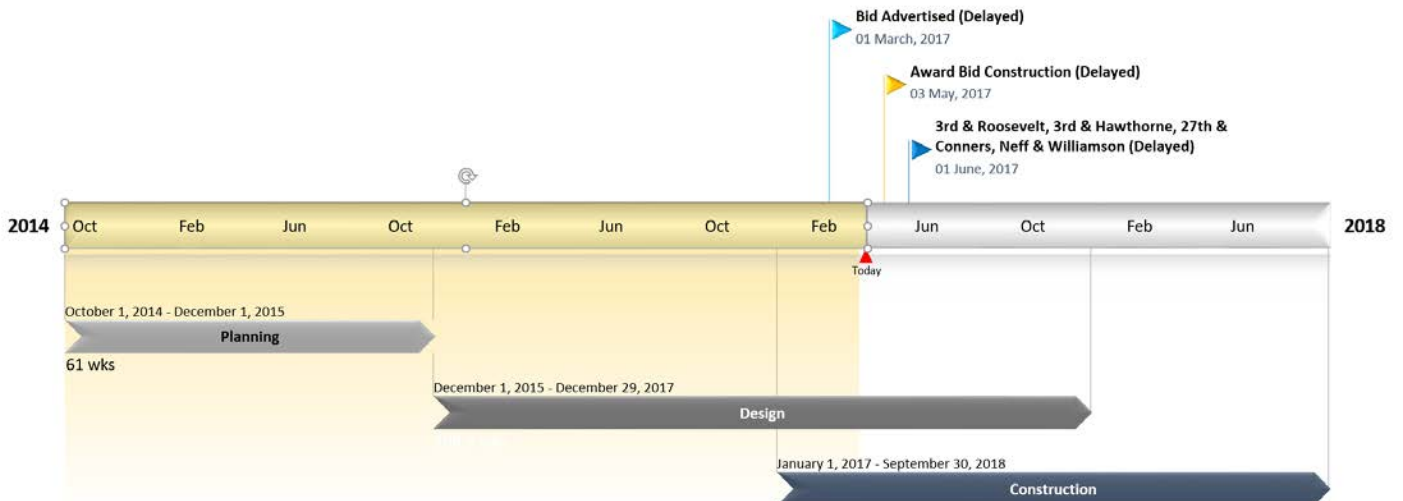 Bid Advertised (Delayed)
01 March, 2017
Award Bid Construction (Delayed)
03 May, 2017
3rd & Roosevelt, 3rd & Hawthorne, 27th &
Conners, Neff & Williamson (Delayed)
01 June, 2017
2014 Oct Feb Jun Oct Feb Jun Oct Feb Jun Oct Feb Jun 2018
Today
October 1, 2014 - December 1, 2015
Planning
61 wks
December 1, 2015 - December 29, 2017
Design
January 1, 2017 - September 30, 2018
Construction